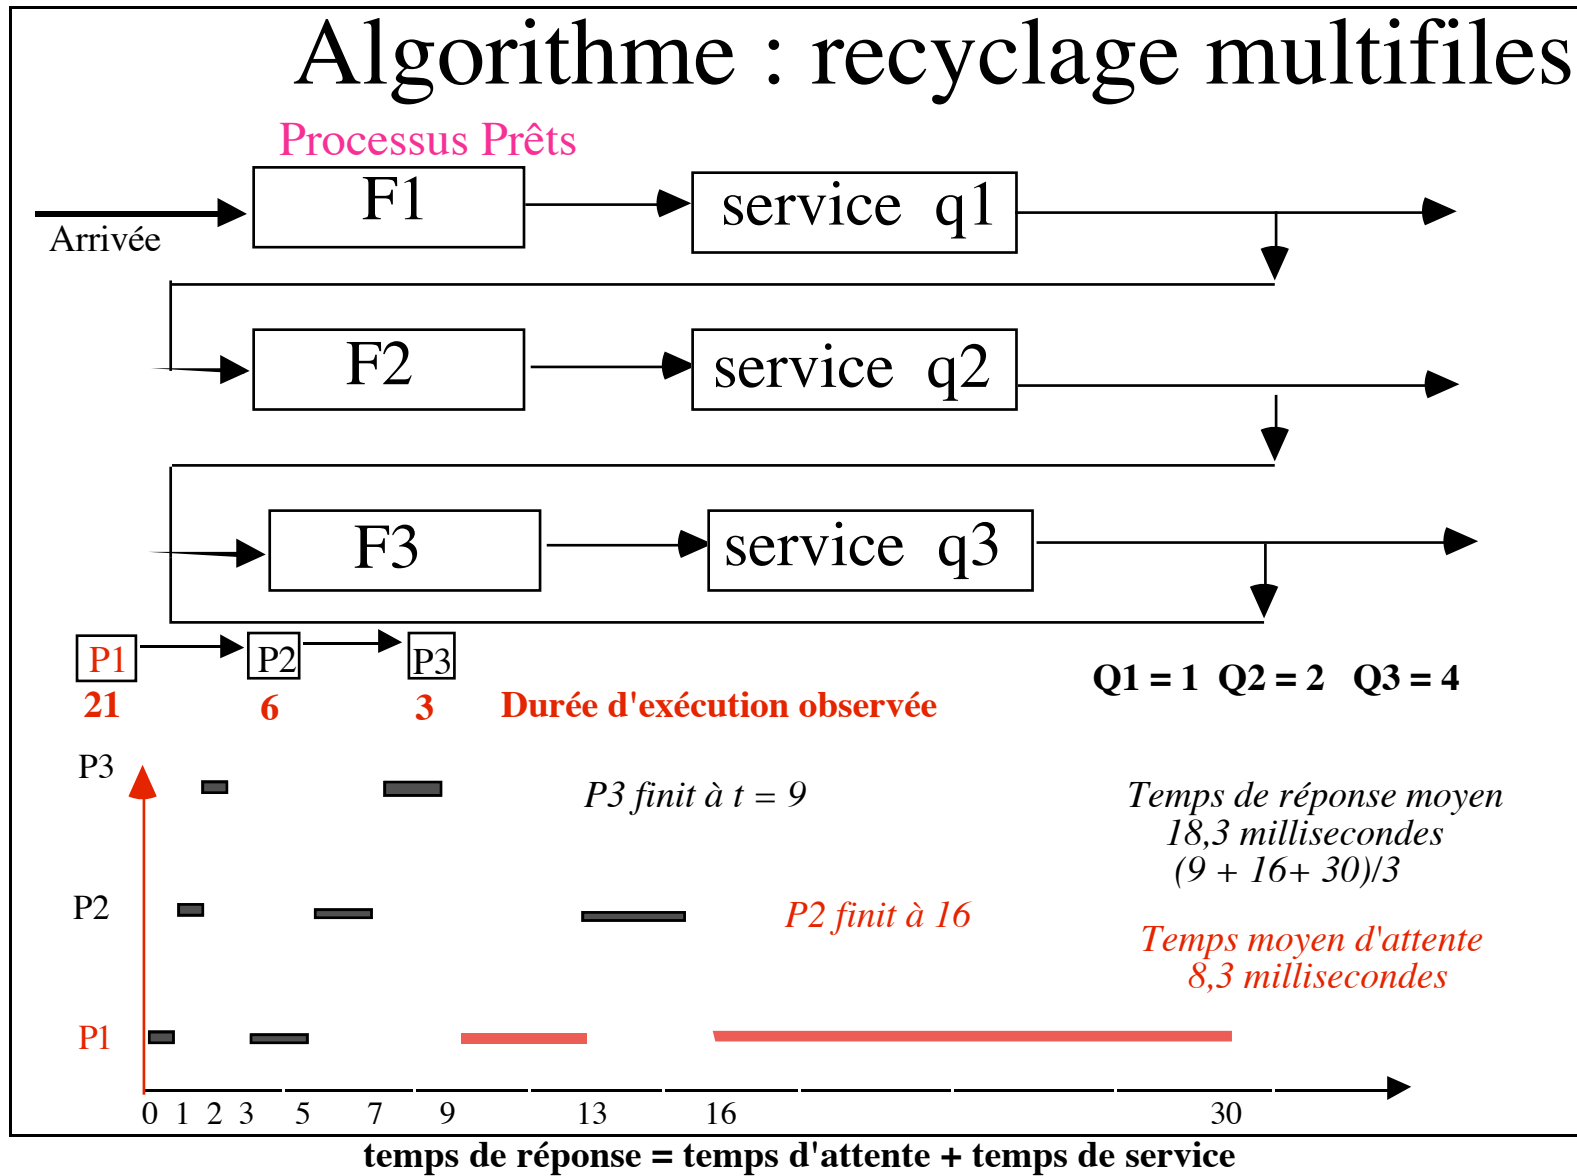 Algorithme : recyclage multifiles
Processus Prêts
F1
service q1
Arrivée
F2
service q2
F3
service q3
P1
P2
P3
Q1 = 1 Q2 = 2 Q3 = 4
21
6
3
Durée d'exécution observée
P3
P3 finit à t = 9
Temps de réponse moyen
18,3 millisecondes
(9 + 16+ 30)/3
P2
P2 finit à 16
Temps moyen d'attente
8,3 millisecondes
P1
0 1 2 3 5 7 9 13 16 30
temps de réponse = temps d'attente + temps de service